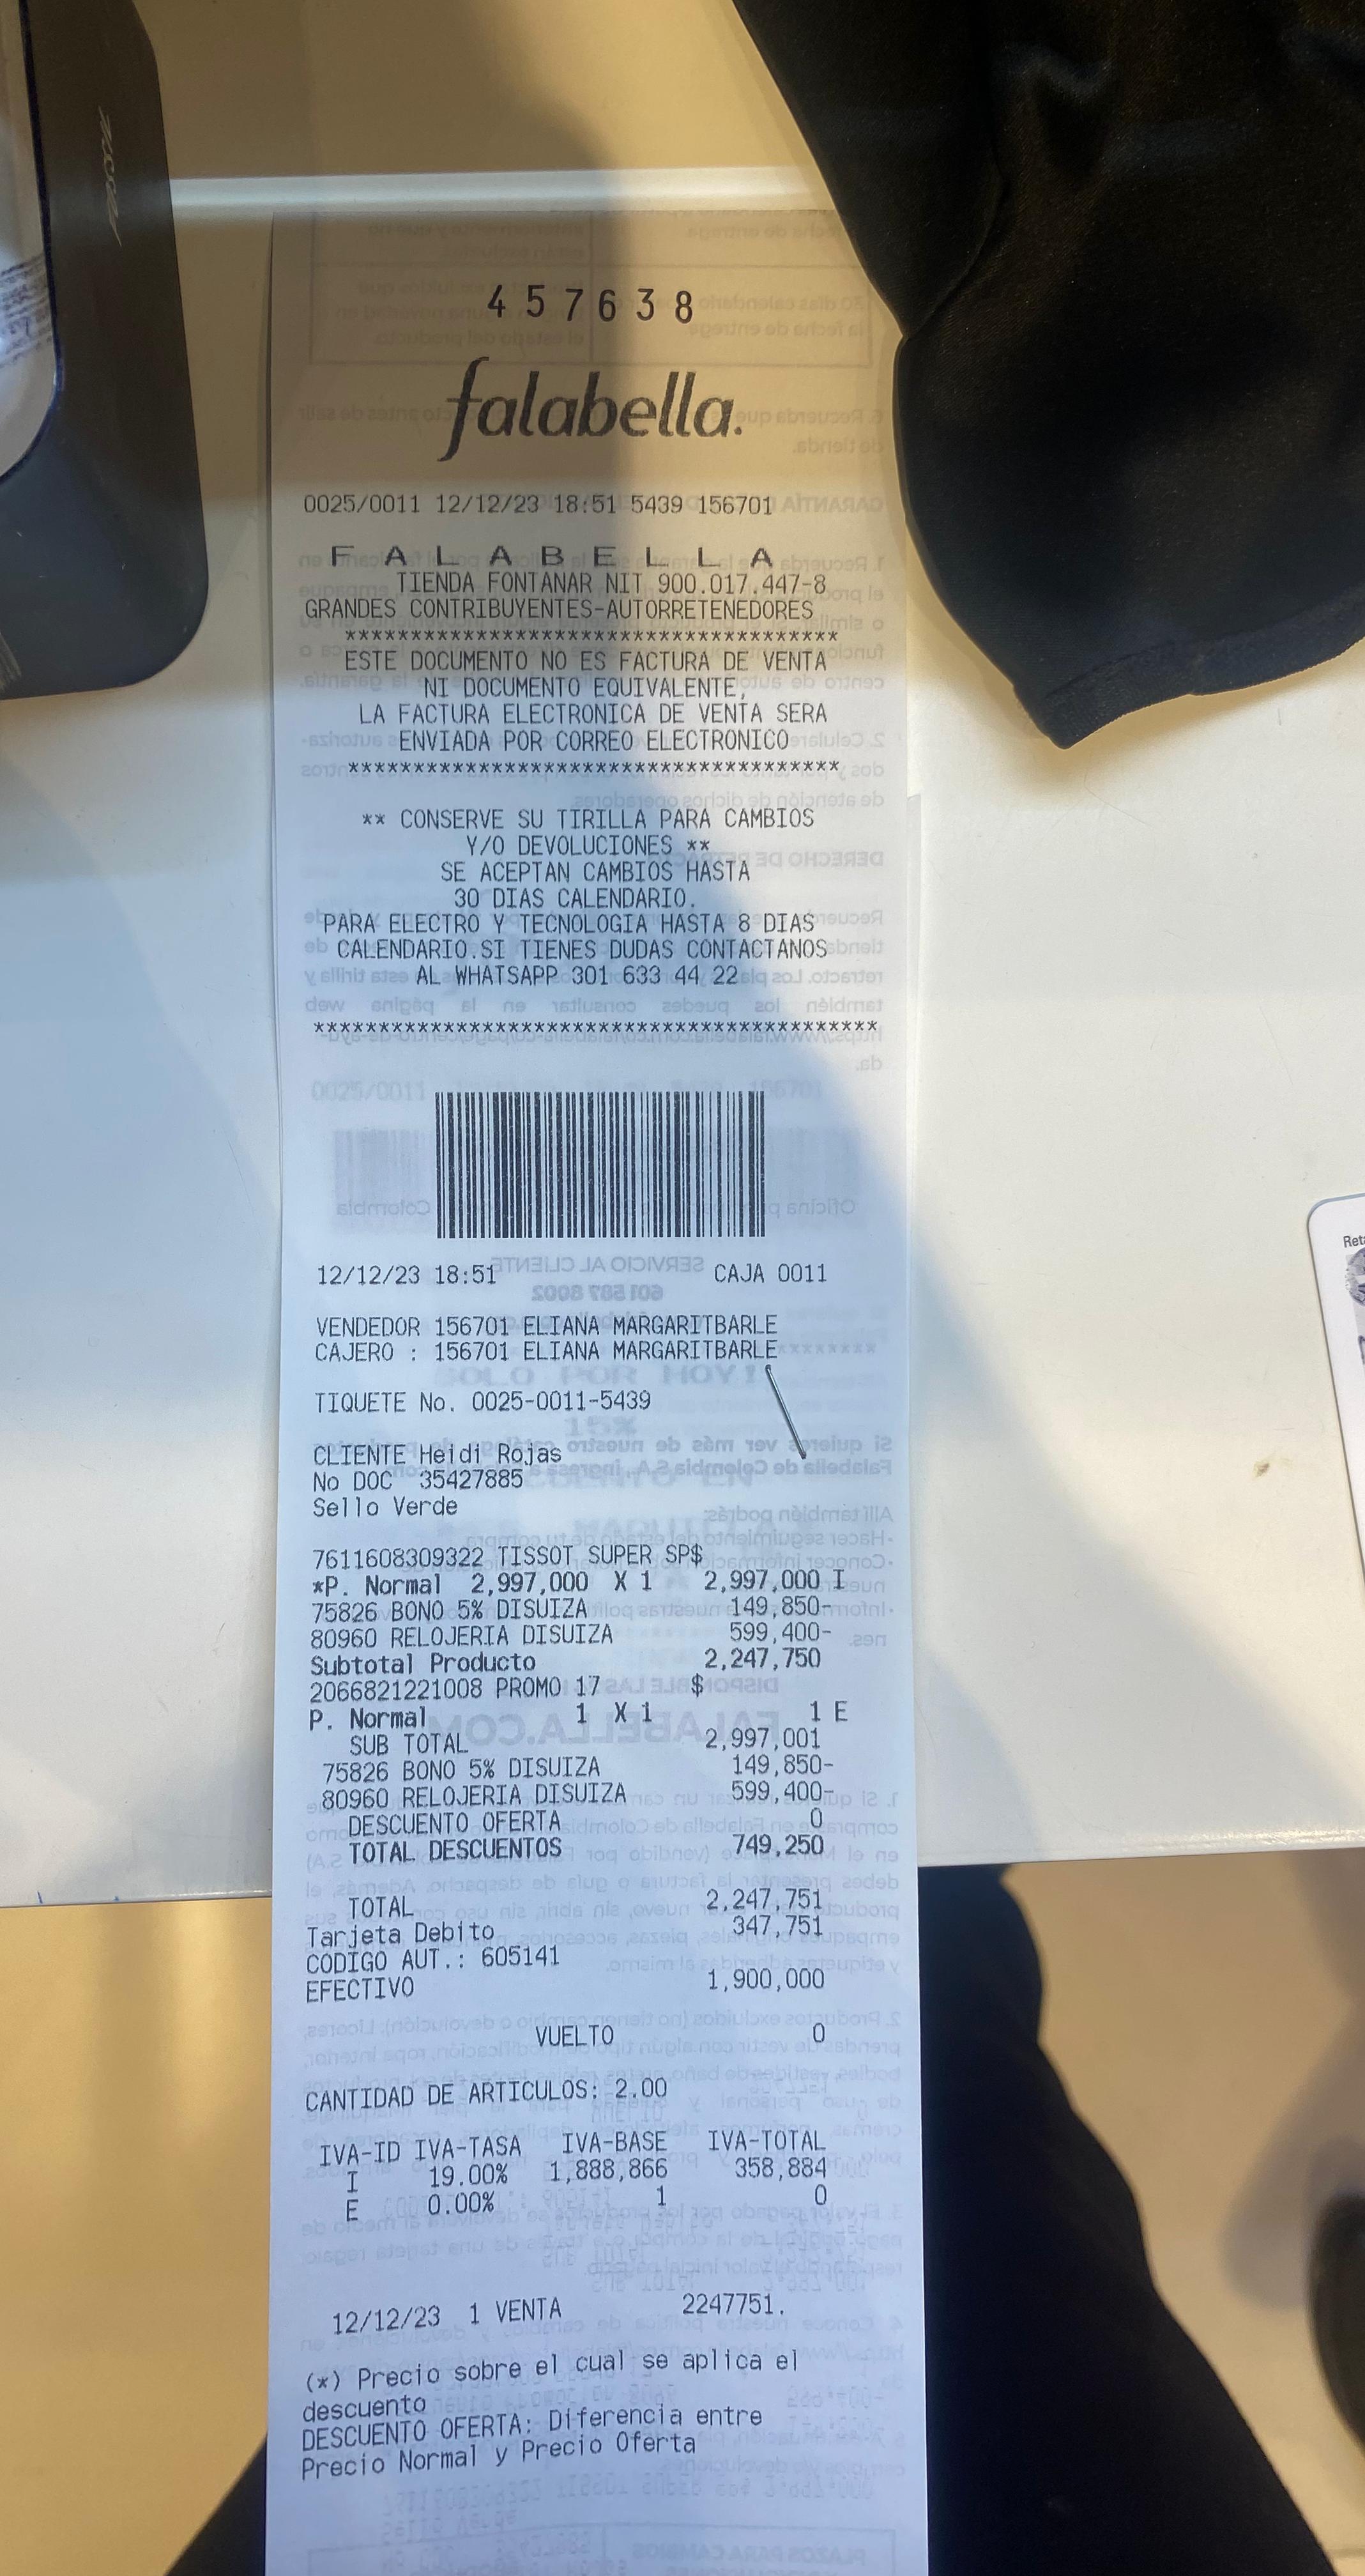 457638
falabella.
0025/0011 12/12/23 18:51 5439 156701
F A L A B E L L A
TIENDA FONTANAR NIT 900.017.447-8
GRANDES CONTRIBUYENTES-AUTORRETENEDORES
**************************************
ESTE DOCUMENTO NO ES FACTURA DE VENTA
NI DOCUMENTO EQUIVALENTE,
LA FACTURA ELECTRONICA DE VENTA SERA
ENVIADA POR CORREO ELECTRONICO
**************************************
** CONSERVE SU TIRILLA PARA CAMBIOS
Y/O DEVOLUCIONES **
SE ACEPTAN CAMBIOS HASTA
30 DIAS CALENDARIO.
PARA ELECTRO Y TECNOLOGIA HASTA 8 DIAS
CALENDARIO.SI TIENES DUDAS CONTACTANOS
AL WHATSAPP 301 633 44 22
*******************************************
12/12/23 18:51 CAJA 0011
VENDEDOR 156701 ELIANA MARGARITBARLE
CAJERO : 156701 ELIANA MARGARITBARLE
TIQUETE No. 0025-0011-5439
CLIENTE Heidi Rojas
No DOC 35427885
Sello Verde
7611608309322 TISSOT SUPER SP$
*P. Normal 2,997,000 X 1 2,997,000 I
75826 BONO 5% DISUIZA 149,850-
80960 RELOJERIA DISUIZA 599,400-
Subtotal Producto 2,247,750
2066821221008 PROMO 17 $
P. Normal 1 X 1 1 E
SUB TOTAL 2,997,001
75826 BONO 5% DISUIZA 149,850-
80960 RELOJERIA DISUIZA 599,400-
DESCUENTO OFERTA 0
TOTAL DESCUENTOS 749,250
TOTAL 2,247,751
Tarjeta Debito 347,751
CODIGO AUT.: 605141
EFECTIVO 1,900,000
VUELTO 0
CANTIDAD DE ARTICULOS: 2.00
IVA-ID IVA-TASA IVA-BASE IVA-TOTAL
I 19.00% 1,888,866 358,884
E 0.00% 1 0
12/12/23 1 VENTA 2247751.
(*) Precio sobre el cual se aplica el
descuento
DESCUENTO OFERTA: Diferencia entre
Precio Normal y Precio Oferta